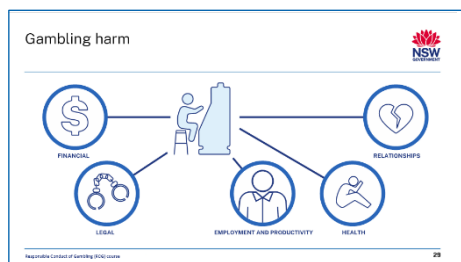 Gambling harm
NSW
GOVERNMENT
$
FINANCIAL
RELATIONSHIPS
LEGAL
EMPLOYMENT AND PRODUCTIVITY
HEALTH
Responsible Conduct of Gambling (RCG) course
29